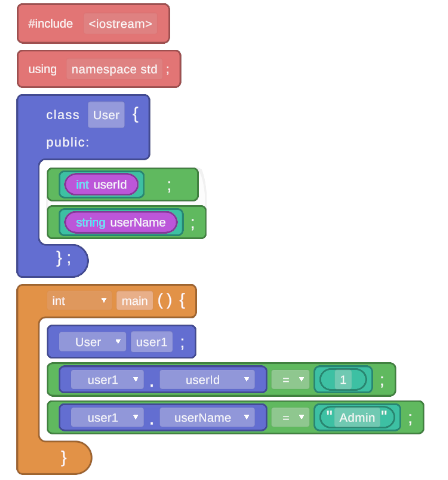 #include <iostream>
using namespace std ;
class User {
public:
int userId ;
string userName ;
} ;
int main ( ) {
User user1 ;
user1 . userId = 1 ;
user1 . userName = " Admin " ;
}